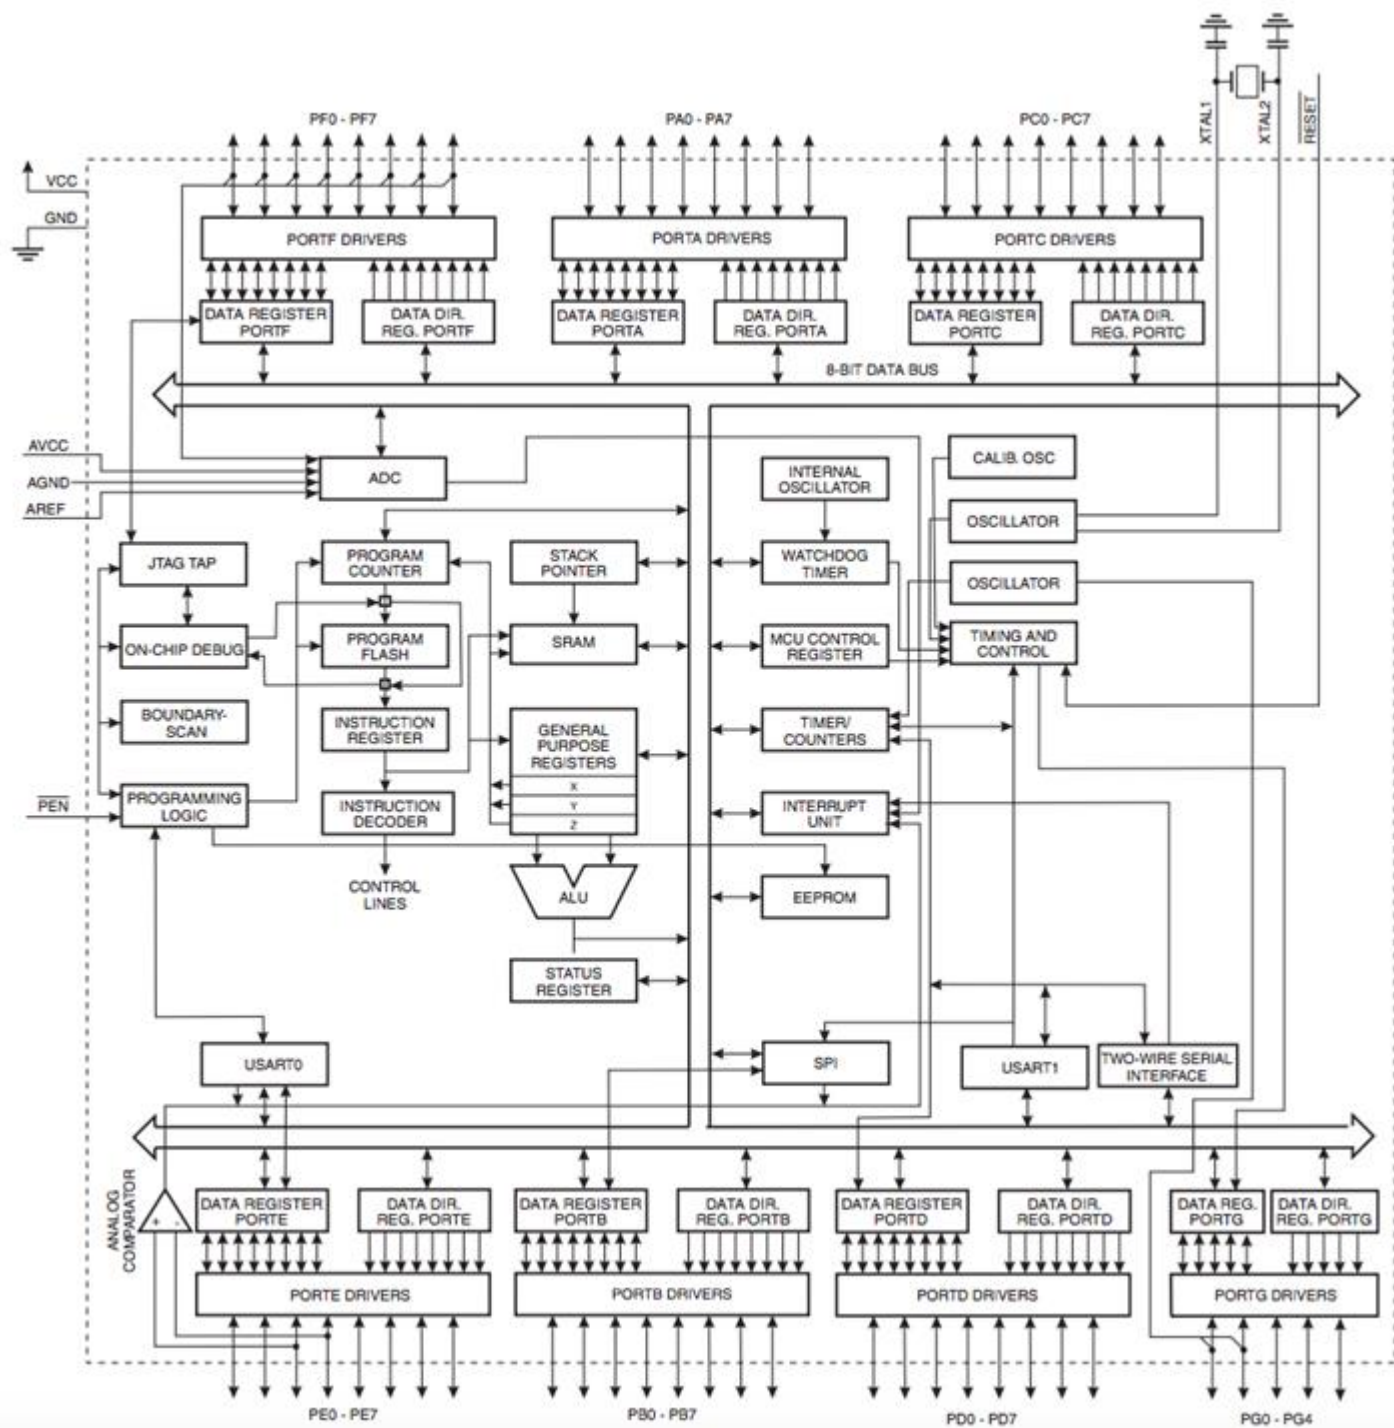 XTAL1
XTAL2
RESET
PF0 - PF7
PA0 - PA7
PC0 - PC7
VCC
GND
PORTF DRIVERS
PORTA DRIVERS
PORTC DRIVERS
DATA REGISTER
PORTF
DATA DIR.
REG. PORTF
DATA REGISTER
PORTA
DATA DIR.
REG. PORTA
DATA REGISTER
PORTC
DATA DIR.
REG. PORTC
8-BIT DATA BUS
AVCC
AGND
AREF
ADC
INTERNAL
OSCILLATOR
CALIB. OSC
OSCILLATOR
JTAG TAP
PROGRAM
COUNTER
STACK
POINTER
WATCHDOG
TIMER
OSCILLATOR
ON-CHIP DEBUG
PROGRAM
FLASH
SRAM
MCU CONTROL
REGISTER
TIMING AND
CONTROL
BOUNDARY-
SCAN
INSTRUCTION
REGISTER
GENERAL
PURPOSE
REGISTERS
X
Y
Z
TIMER/
COUNTERS
PEN
PROGRAMMING
LOGIC
INSTRUCTION
DECODER
INTERRUPT
UNIT
CONTROL
LINES
ALU
EEPROM
STATUS
REGISTER
USART0
SPI
USART1
TWO-WIRE SERIAL
INTERFACE
ANALOG
COMPARATOR
+
-
DATA REGISTER
PORTE
DATA DIR.
REG. PORTE
DATA REGISTER
PORTB
DATA DIR.
REG. PORTB
DATA REGISTER
PORTD
DATA DIR.
REG. PORTD
DATA REG.
PORTG
DATA DIR.
REG. PORTG
PORTE DRIVERS
PORTB DRIVERS
PORTD DRIVERS
PORTG DRIVERS
PE0 - PE7
PB0 - PB7
PD0 - PD7
PG0 - PG4